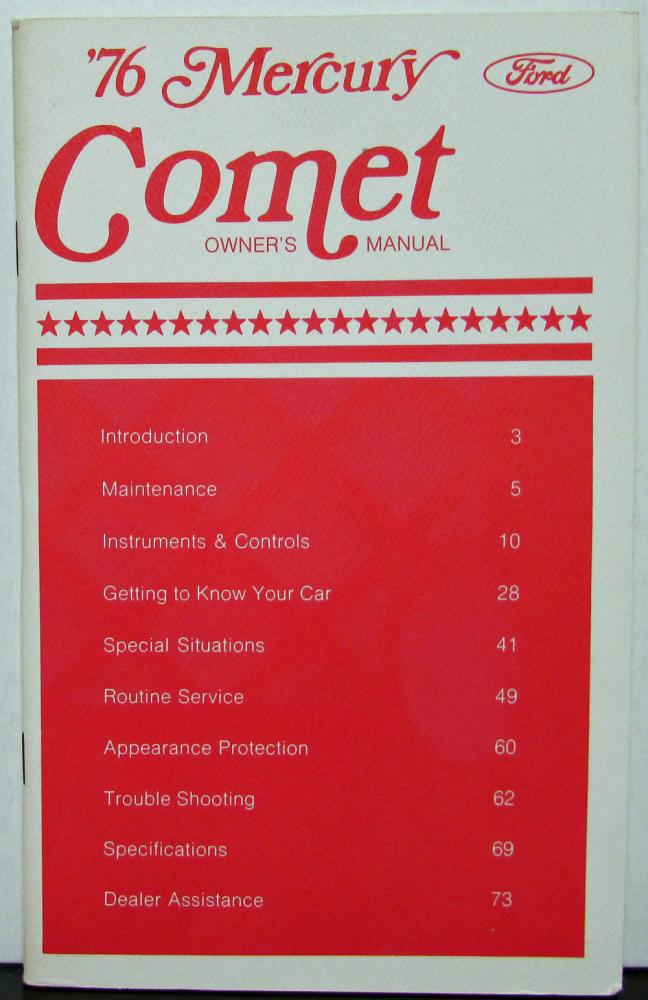 '76 Mercury Ford
Comet
OWNER'S MANUAL
Introduction 3
Maintenance 5
Instruments & Controls 10
Getting to Know Your Car 28
Special Situations 41
Routine Service 49
Appearance Protection 60
Trouble Shooting 62
Specifications 69
Dealer Assistance 73